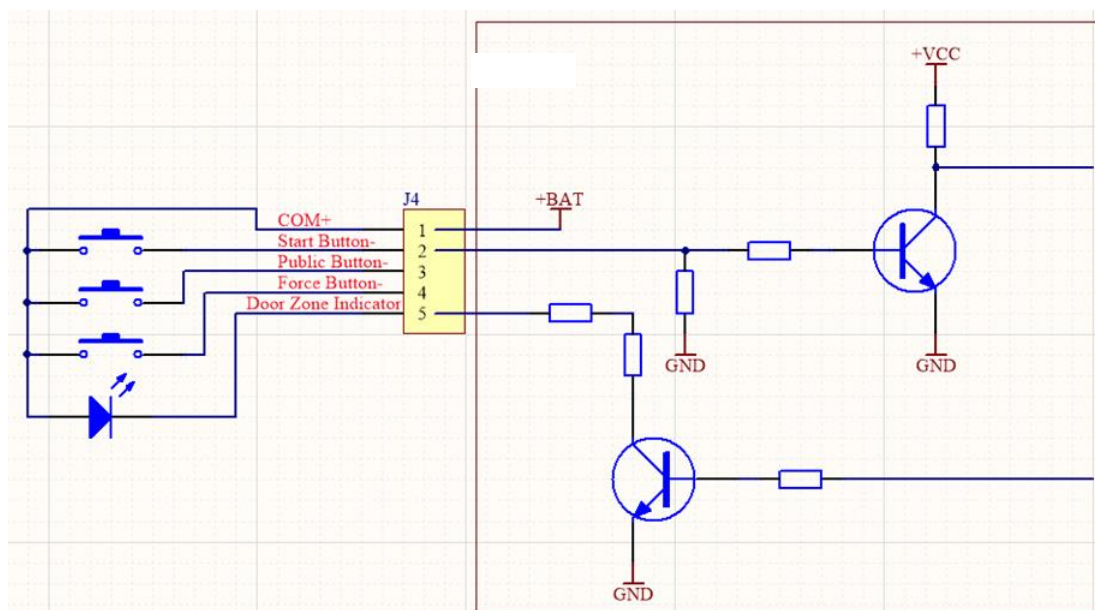 +VCC
J4
+BAT
COM+
1
Start Button-
2
Public Button-
3
Force Button-
4
Door Zone Indicator
5
GND
GND
GND